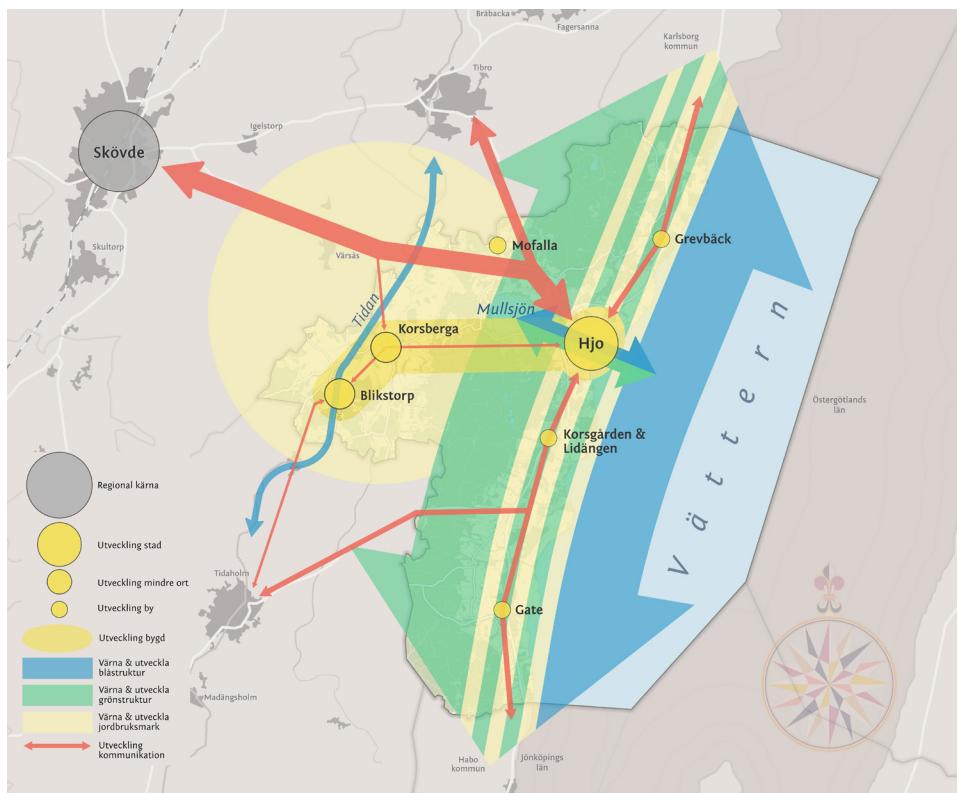 Bråbacka
Fagersanna
Karlsborg
kommun
Tibro
Igelstorp
Skövde
Skultorp
Värsås
Mofalla
Grevbäck
Tidan
Mullsjön
Korsberga
Hjo
Blikstorp
Vättern
Östergötlands
län
Korsgården &
Lidängen
Regional kärna
Utveckling stad
Utveckling mindre ort
Tidaholm
Utveckling by
Gate
Utveckling bygd
Värna & utveckla
blåstruktur
Värna & utveckla
grönstruktur
Madängsholm
Värna & utveckla
jordbruksmark
Utveckling
kommunikation
Habo
kommun
Jönköpings
län